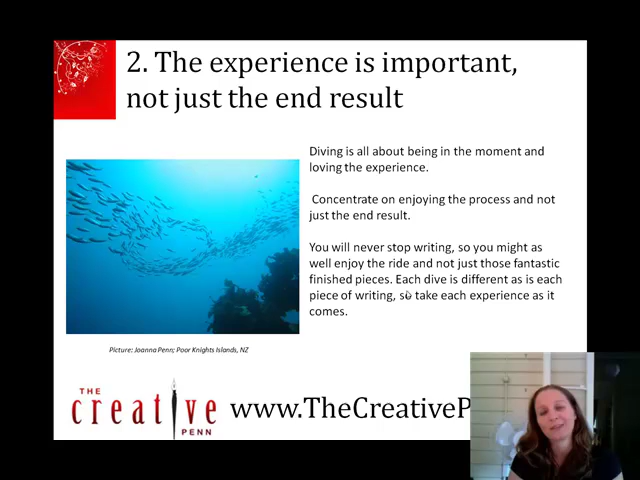 2. The experience is important,
not just the end result
Diving is all about being in the moment and
loving the experience.
Concentrate on enjoying the process and not
just the end result.
You will never stop writing, so you might as
well enjoy the ride and not just those fantastic
finished pieces. Each dive is different as is each
piece of writing, so take each experience as it
comes.
Picture: Joanna Penn; Poor Knights Islands, NZ
THE
creative
PENN
www.TheCreativeP